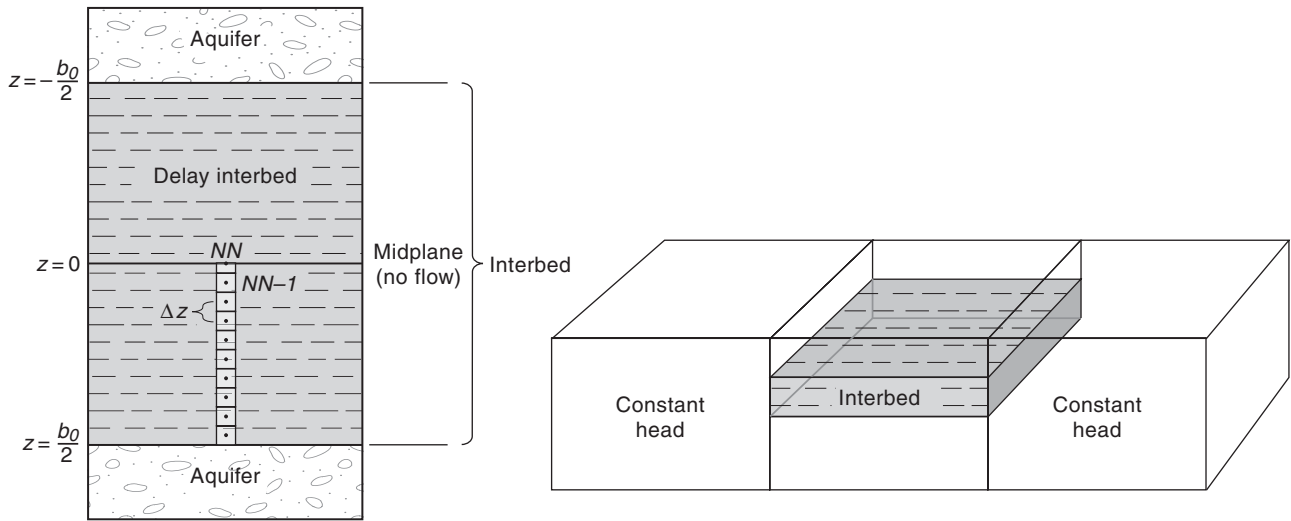 Aquifer
z = – b0/2
Delay interbed
NN
z = 0
NN–1
Δz
Midplane
(no flow)
Interbed
z = b0/2
Aquifer
Constant
head
Interbed
Constant
head